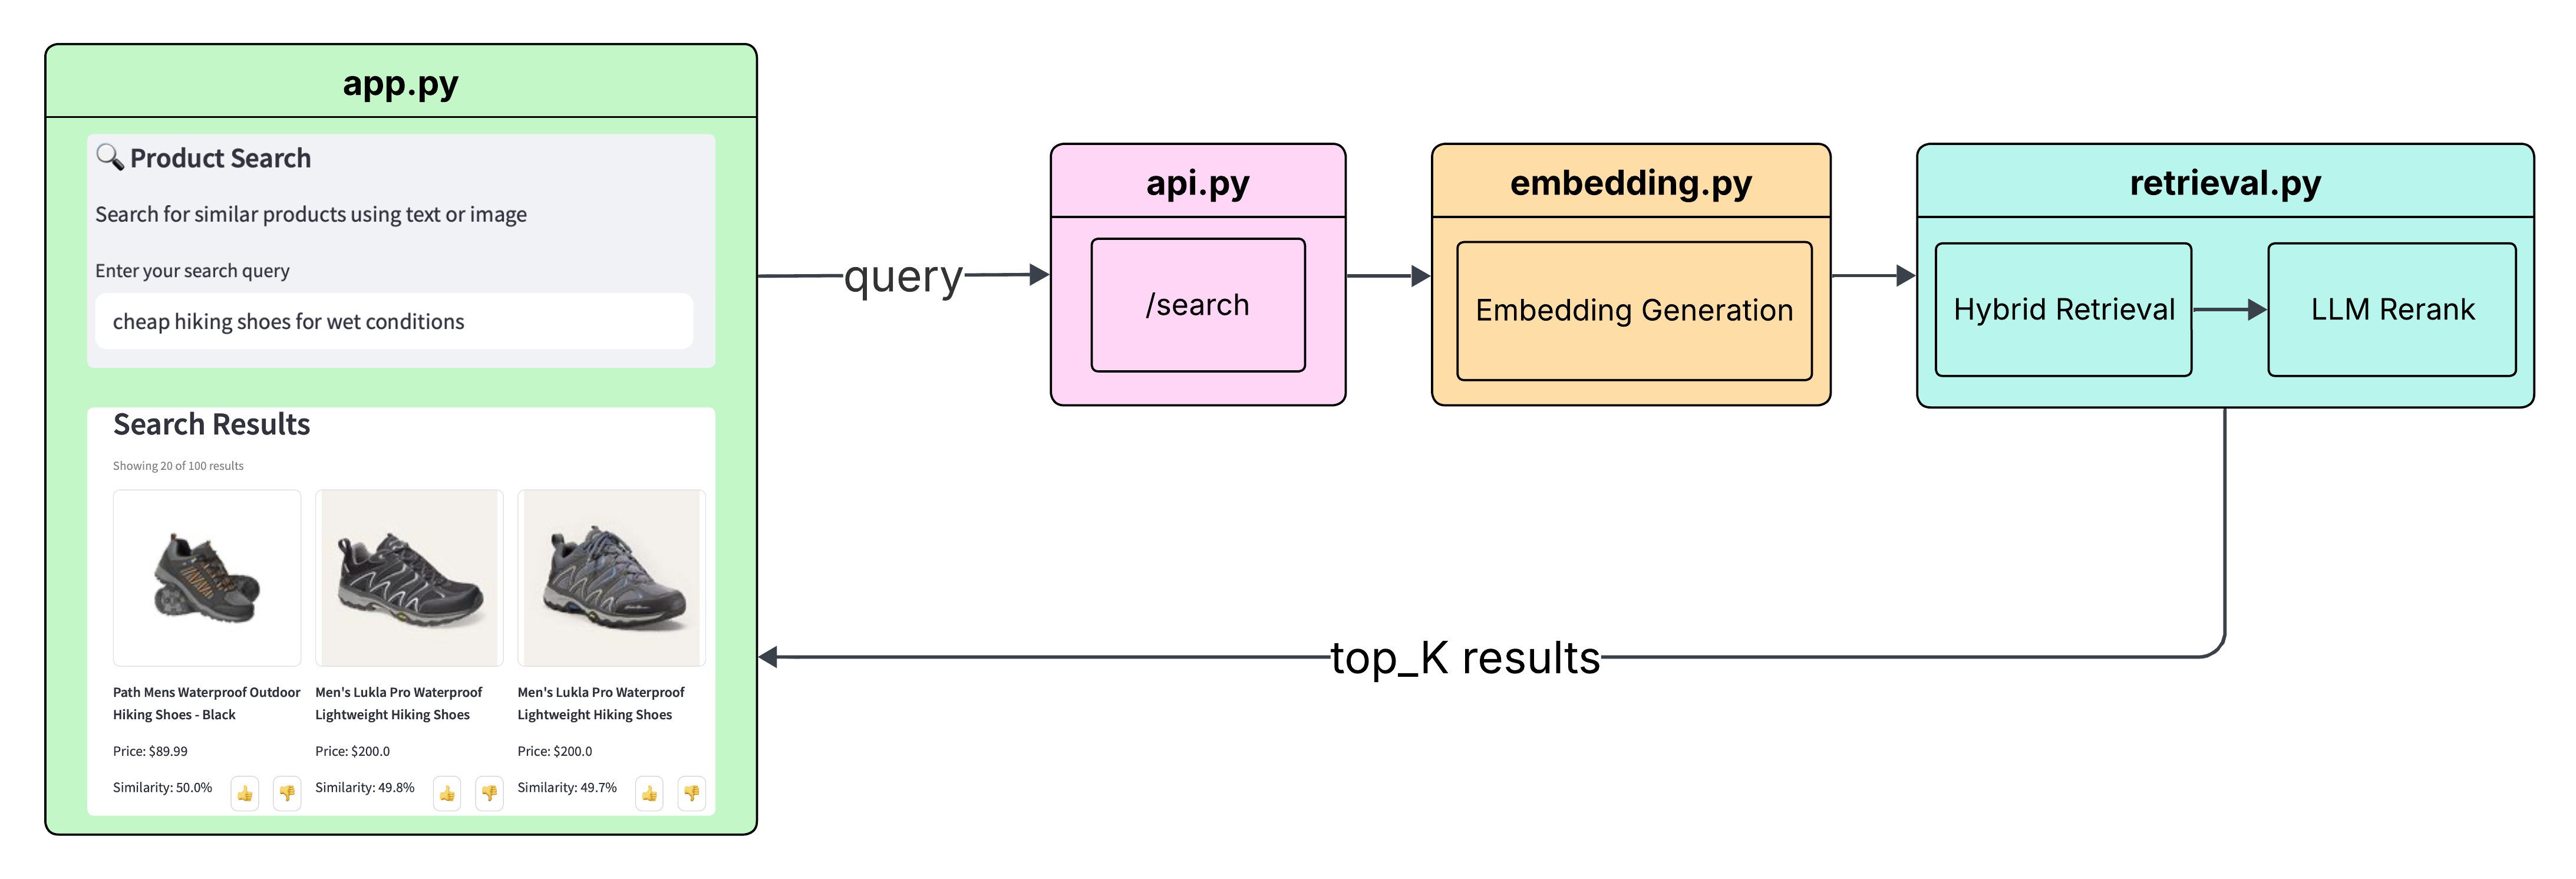 app.py
🔍 Product Search
Search for similar products using text or image
Enter your search query
cheap hiking shoes for wet conditions
Search Results
Showing 20 of 100 results
Path Mens Waterproof Outdoor
Hiking Shoes - Black
Price: $89.99
Similarity: 50.0%
Men's Lukla Pro Waterproof
Lightweight Hiking Shoes
Price: $200.0
Similarity: 49.8%
Men's Lukla Pro Waterproof
Lightweight Hiking Shoes
Price: $200.0
Similarity: 49.7%
query
api.py
/search
embedding.py
Embedding Generation
retrieval.py
Hybrid Retrieval
LLM Rerank
top_K results